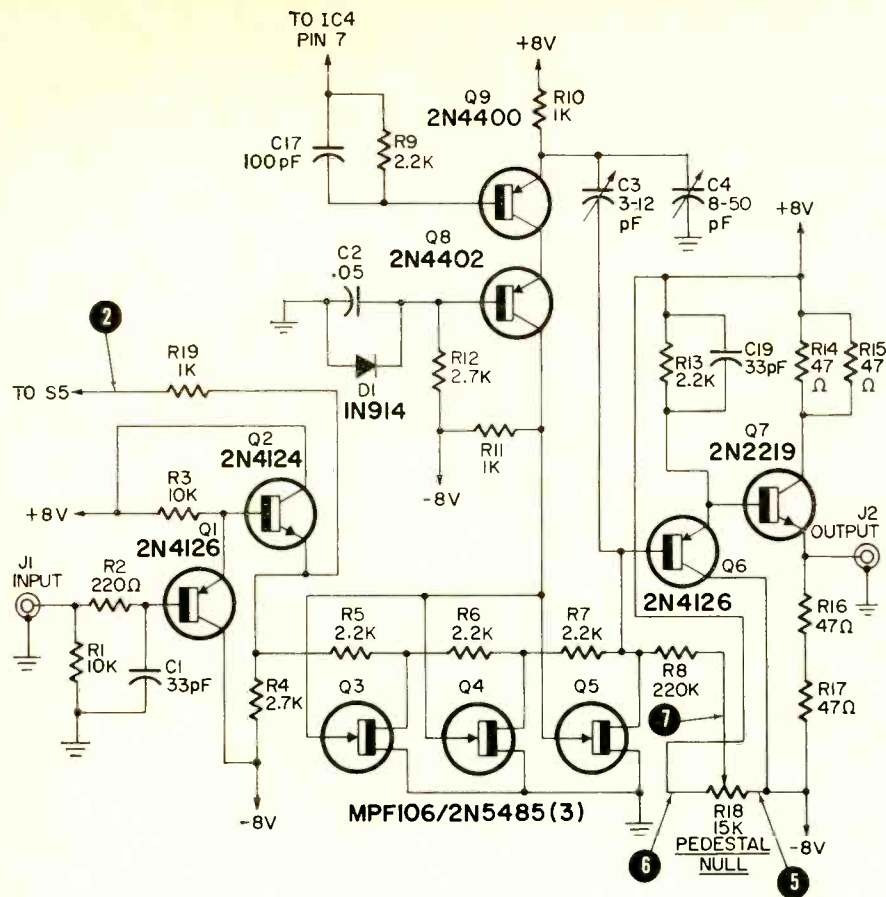 TO IC4
PIN 7
+8V
Q9
2N4400
R10
1K
C17
100pF
R9
2.2K
C3
3-12
pF
C4
8-50
pF
+8V
Q8
2N4402
C2
.05
2
R19
1K
R12
2.7K
D1
1N914
R13
2.2K
C19
33pF
R14
47
Ω
R15
47
Ω
TO S5
Q2
2N4124
R11
1K
-8V
Q7
2N2219
R3
10K
+8V
Q1
2N4126
J2
OUTPUT
J1
INPUT
R2
220Ω
Q6
2N4126
R1
10K
C1
33pF
R5
2.2K
R6
2.2K
R7
2.2K
R8
220K
R16
47Ω
R4
2.7K
Q3
Q4
Q5
7
R17
47Ω
-8V
MPF106/2N5485(3)
R18
15K
PEDESTAL
NULL
-8V
6
5